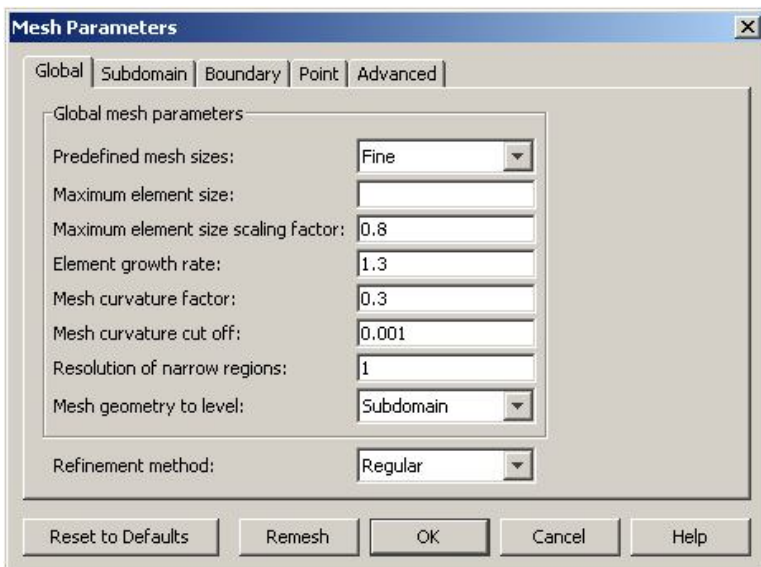 Mesh Parameters
Global Subdomain Boundary Point Advanced
Global mesh parameters
Predefined mesh sizes: Fine
Maximum element size:
Maximum element size scaling factor: 0.8
Element growth rate: 1.3
Mesh curvature factor: 0.3
Mesh curvature cut off: 0.001
Resolution of narrow regions: 1
Mesh geometry to level: Subdomain
Refinement method: Regular
Reset to Defaults Remesh OK Cancel Help